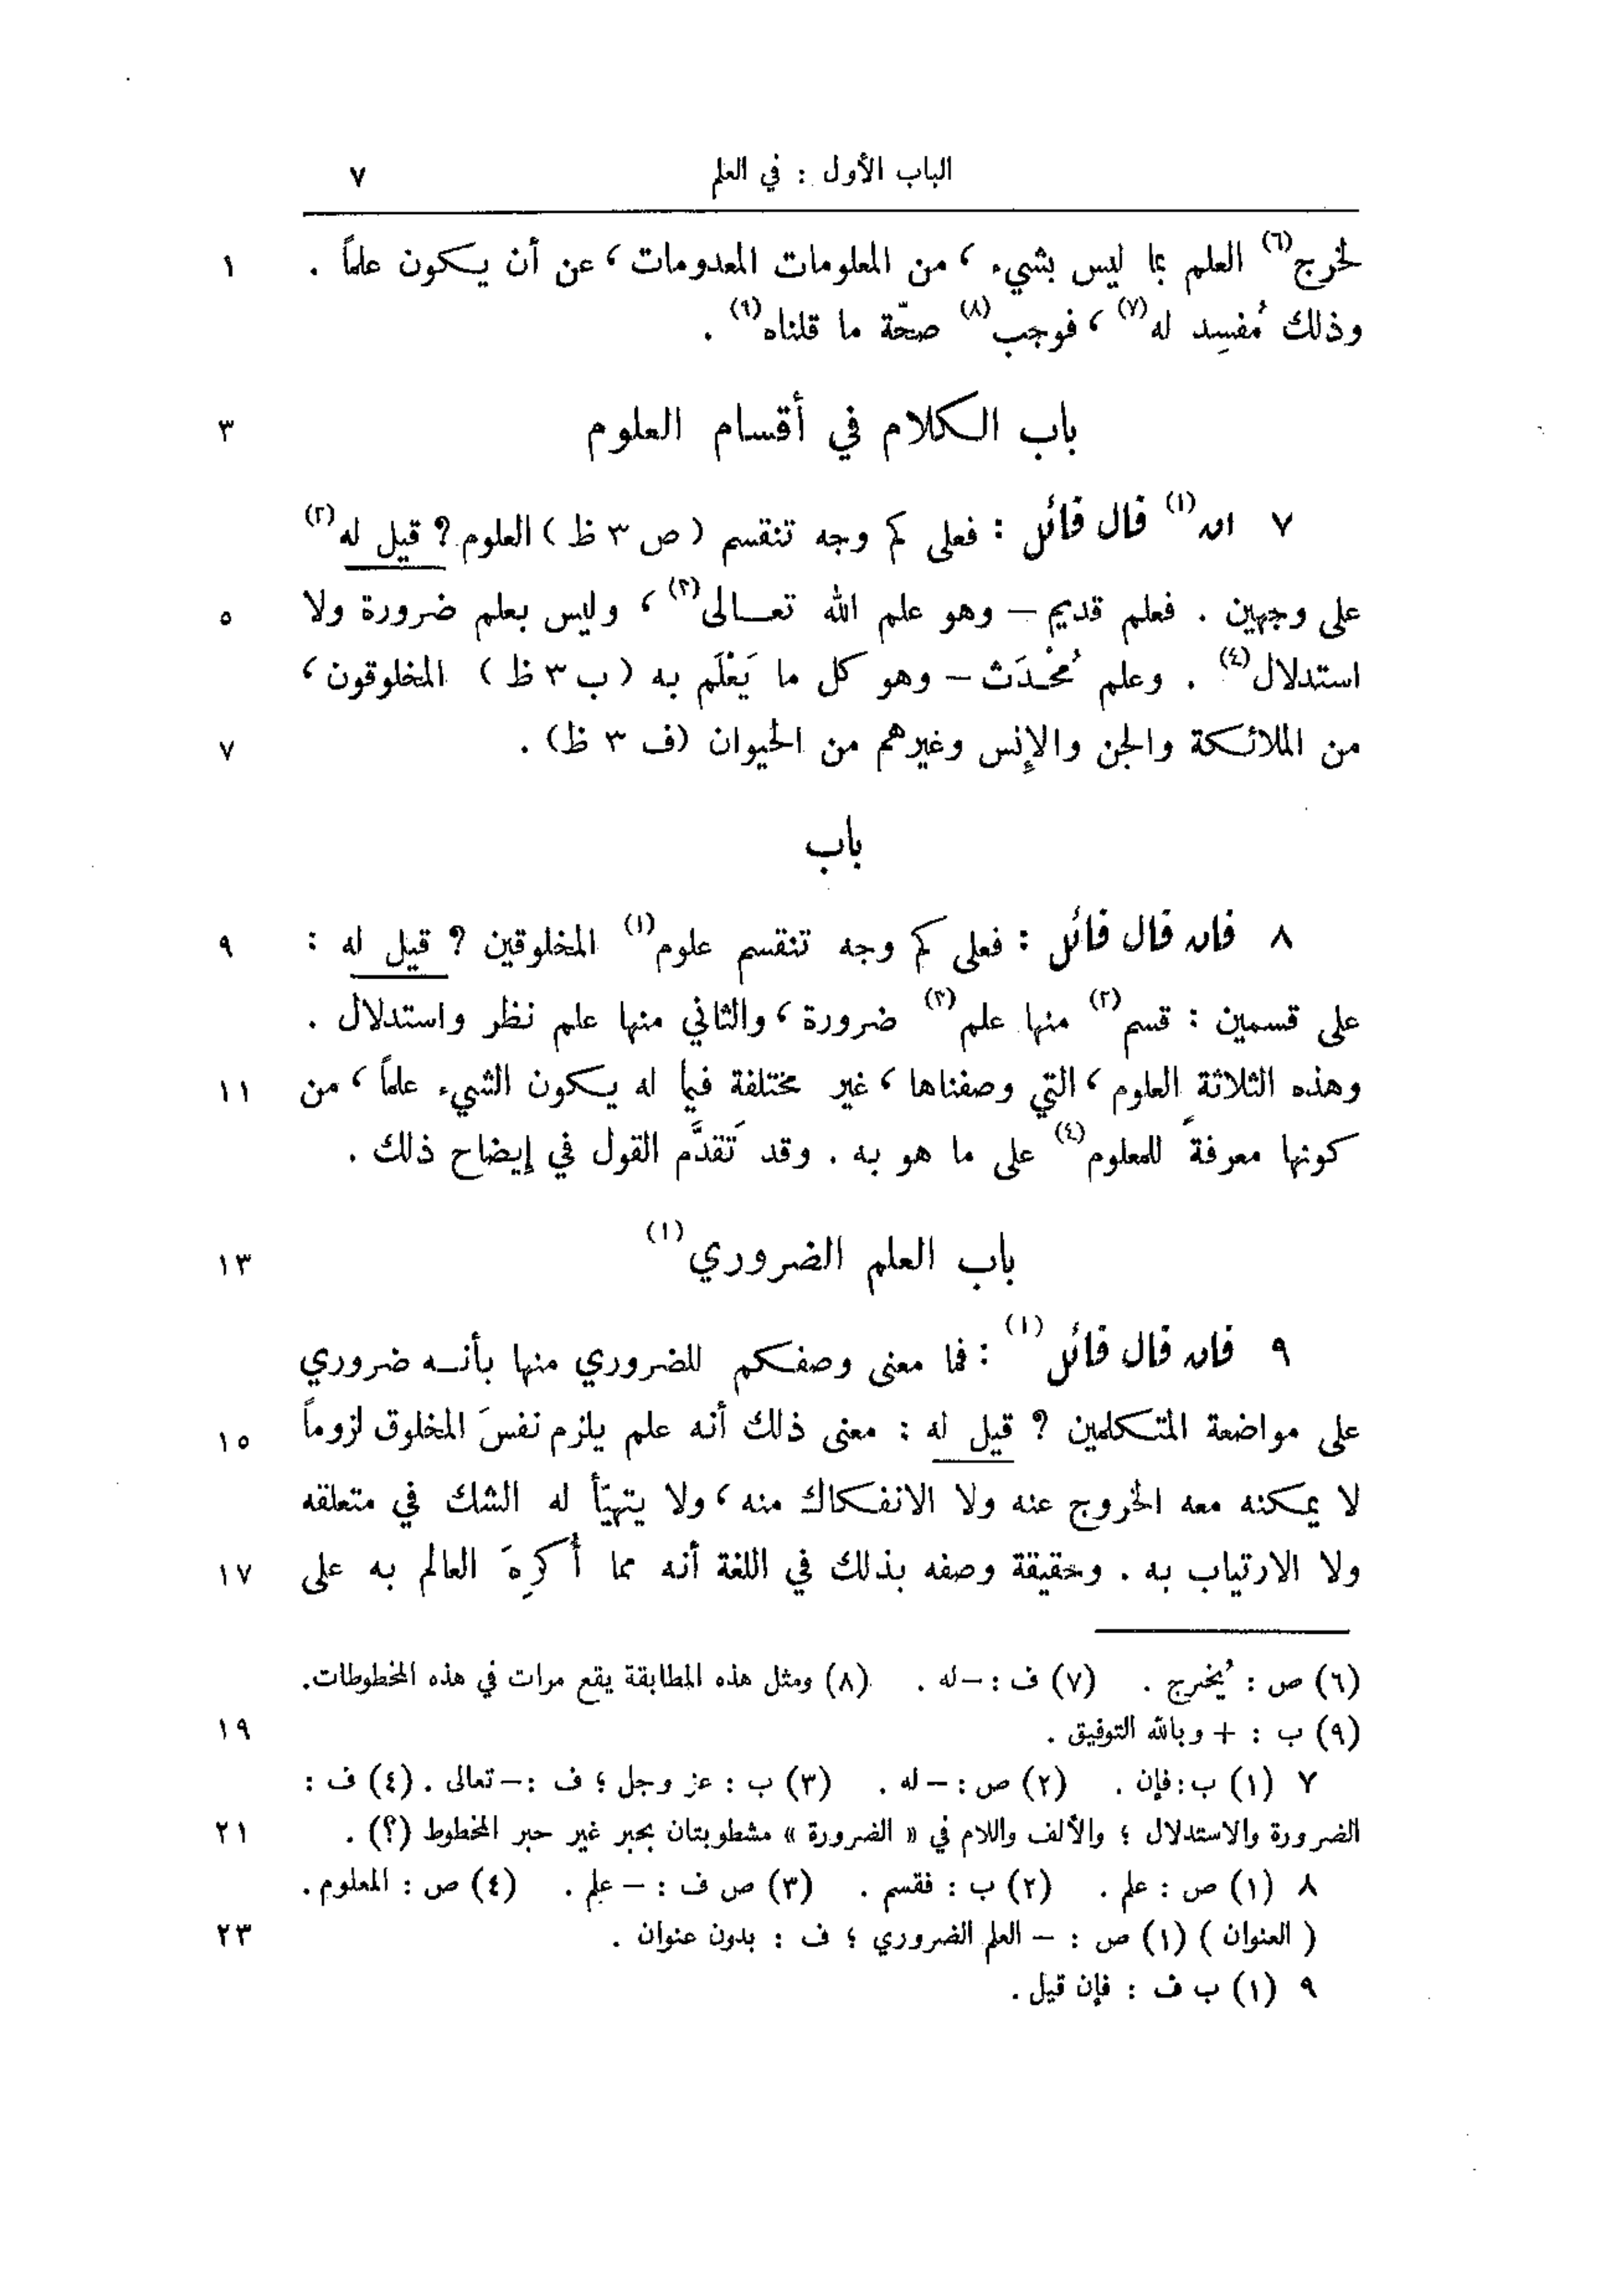 الباب الأول : في العلم ٧
لخرج(٦) العلم بما ليس بشيء ، من المعلومات المعدومات ، عن أن يكون علماً . ١
وذلك مُفسِد له(٧) ، فوجب(٨) صحّة ما قلناه(٩) .
باب الكلام في أقسام العلوم ٣
٧ ان(١) قال قائل : فعلى كم وجه تنقسم ( ص ٣ ظ ) العلوم ? قيل له(٢)
على وجهين . فعلم قديم — وهو علم الله تعالى(٣) ، وليس بعلم ضرورة ولا ٥
استدلال(٤) . وعلم مُحْدَث — وهو كل ما يَعْلَم به ( ب ٣ ظ ) المخلوقون ،
من الملائكة والجن والإنس وغيرهم من الحيوان (ف ٣ ظ) . ٧
باب
٨ فان قال قائل : فعلى كم وجه تنقسم علوم(١) المخلوقين ? قيل له : ٩
على قسمين : قسم(٢) منها علم(٣) ضرورة ، والثاني منها علم نظر واستدلال .
وهذه الثلاثة العلوم ، التي وصفناها ، غير مختلفة فيما له يكون الشيء علماً ، من ١١
كونها معرفةً للمعلوم(٤) على ما هو به . وقد تَقدَّم القول في إيضاح ذلك .
باب العلم الضروري(١) ١٣
٩ فان قال قائل(١) : فما معنى وصفكم للضروري منها بأنه ضروري
على مواضعة المتكلمين ? قيل له : معنى ذلك أنه علم يلزم نفسَ المخلوق لزوماً ١٥
لا يمكنه معه الخروج عنه ولا الانفكاك منه ، ولا يتهيّأ له الشك في متعلقه
ولا الارتياب به . وحقيقة وصفه بذلك في اللغة أنه مما أُكرِهَ العالم به على ١٧
(٦) ص : يُخرج . (٧) ف : — له . (٨) ومثل هذه المطابقة يقع مرات في هذه المخطوطات.
(٩) ب : + وبالله التوفيق . ١٩
٧ (١) ب : فإن . (٢) ص : — له . (٣) ب : عز وجل ؛ ف : — تعالى . (٤) ف :
الضرورة والاستدلال ؛ والألف واللام في « الضرورة » مشطوبتان بحبر غير حبر المخطوط (؟) . ٢١
٨ (١) ص : علم . (٢) ب : فقسم . (٣) ص ف : — علم . (٤) ص : المعلوم .
( العنوان ) (١) ص : — العلم الضروري ؛ ف : بدون عنوان . ٢٣
٩ (١) ب ف : فإن قيل .